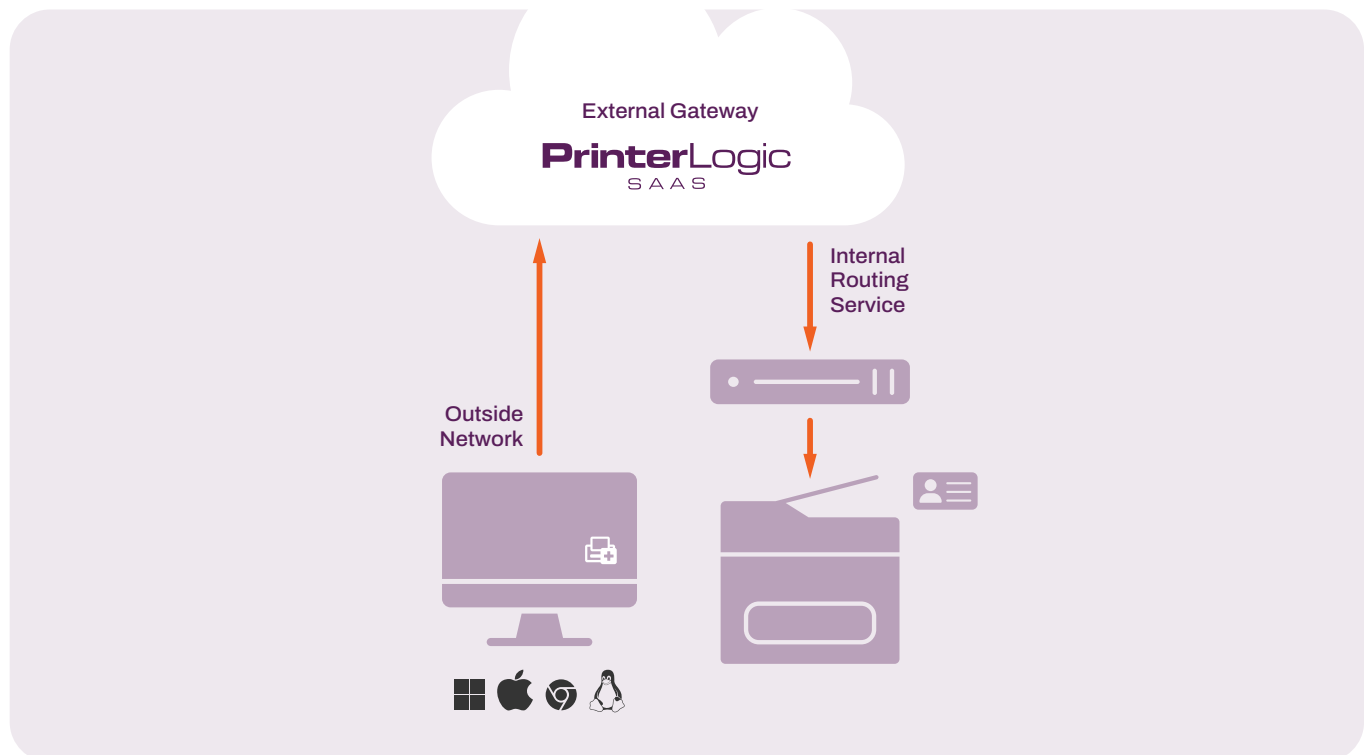 External Gateway
PrinterLogic
SAAS
Internal
Routing
Service
Outside
Network